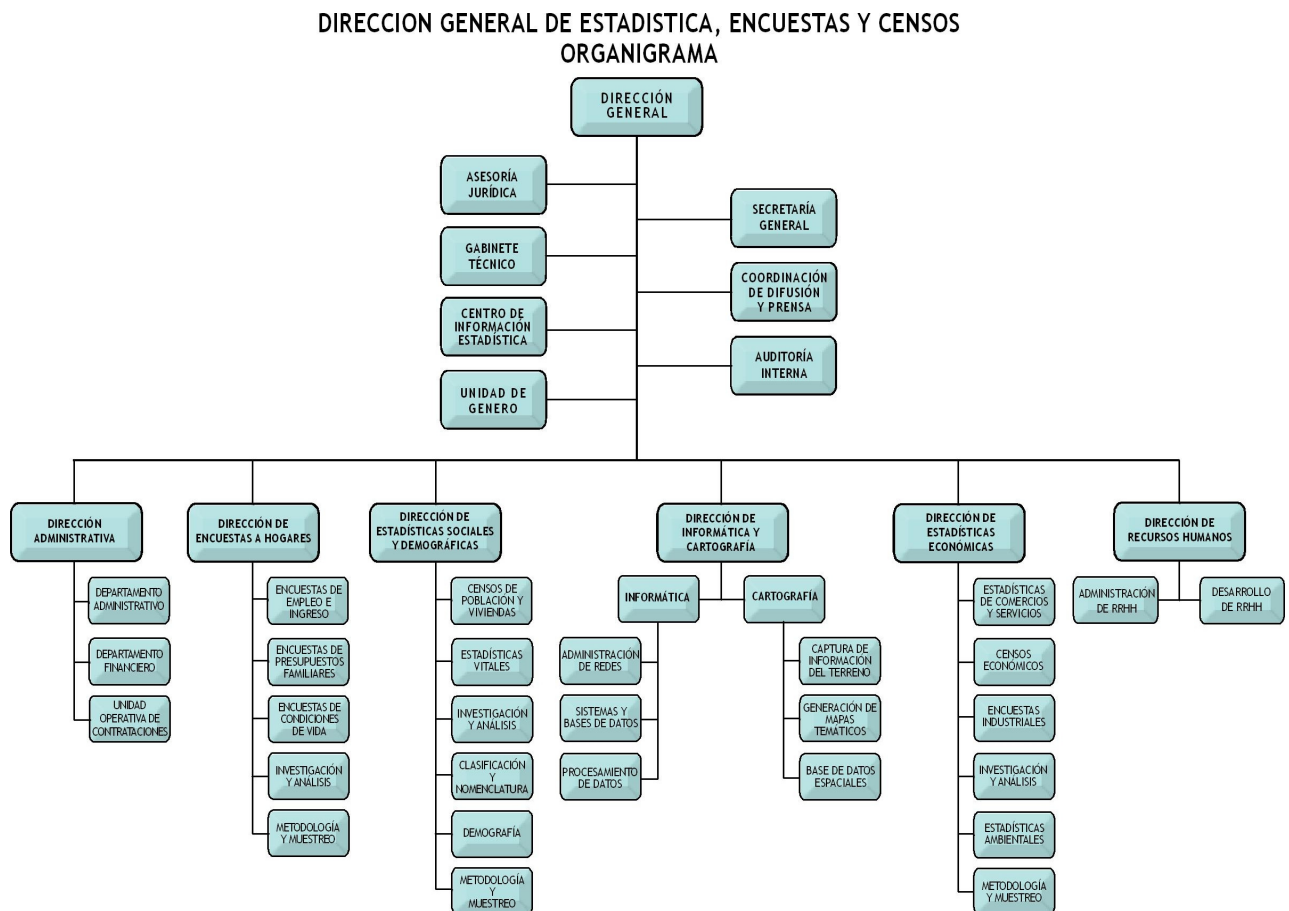 DIRECCION GENERAL DE ESTADISTICA, ENCUESTAS Y CENSOS
ORGANIGRAMA
DIRECCIÓN
GENERAL
ASESORÍA
JURÍDICA
SECRETARÍA
GENERAL
GABINETE
TÉCNICO
COORDINACIÓN
DE DIFUSIÓN
Y PRENSA
CENTRO DE
INFORMACIÓN
ESTADÍSTICA
AUDITORÍA
INTERNA
UNIDAD DE
GENERO
DIRECCIÓN
ADMINISTRATIVA
DEPARTAMENTO
ADMINISTRATIVO
DEPARTAMENTO
FINANCIERO
UNIDAD
OPERATIVA DE
CONTRATACIONES
DIRECCIÓN DE
ENCUESTAS A HOGARES
ENCUESTAS DE
EMPLEO E
INGRESO
ENCUESTAS DE
PRESUPUESTOS
FAMILIARES
ENCUESTAS DE
CONDICIONES
DE VIDA
INVESTIGACIÓN
Y ANÁLISIS
METODOLOGÍA
Y MUESTREO
DIRECCIÓN DE
ESTADÍSTICAS SOCIALES
Y DEMOGRÁFICAS
CENSOS DE
POBLACIÓN Y
VIVIENDAS
ESTADÍSTICAS
VITALES
INVESTIGACIÓN
Y ANÁLISIS
CLASIFICACIÓN
Y
NOMENCLATURA
DEMOGRAFÍA
METODOLOGÍA
Y
MUESTREO
DIRECCIÓN DE
INFORMÁTICA Y
CARTOGRAFÍA
INFORMÁTICA
ADMINISTRACIÓN
DE REDES
SISTEMAS Y
BASES DE DATOS
PROCESAMIENTO
DE DATOS
CARTOGRAFÍA
CAPTURA DE
INFORMACIÓN
DEL TERRENO
GENERACIÓN DE
MAPAS
TEMÁTICOS
BASE DE DATOS
ESPACIALES
DIRECCIÓN DE
ESTADÍSTICAS
ECONÓMICAS
ESTADÍSTICAS
DE COMERCIOS
Y SERVICIOS
CENSOS
ECONÓMICOS
ENCUESTAS
INDUSTRIALES
INVESTIGACIÓN
Y ANÁLISIS
ESTADÍSTICAS
AMBIENTALES
METODOLOGÍA
Y MUESTREO
DIRECCIÓN DE
RECURSOS HUMANOS
ADMINISTRACIÓN
DE RRHH
DESARROLLO
DE RRHH